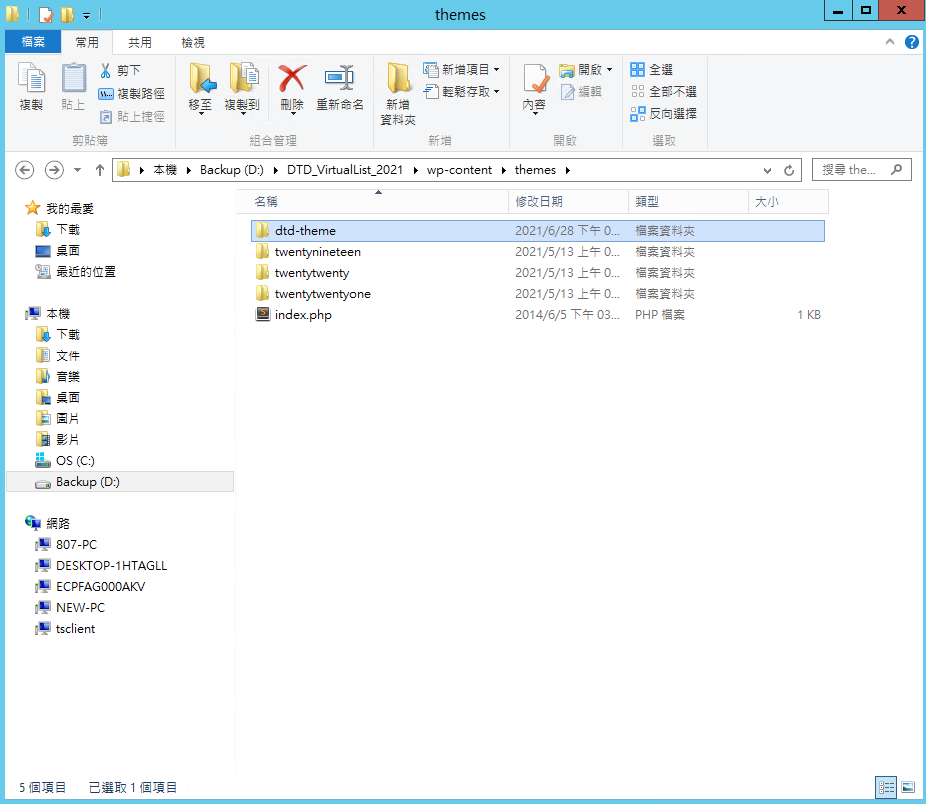 themes
檔案 常用 共用 檢視
複製
貼上
剪下
複製路徑
貼上捷徑
剪貼簿
移至
複製到
刪除
重新命名
組合管理
新增
資料夾
新增項目
輕鬆存取
新增
內容
開啟
編輯
開啟
全選
全部不選
反向選擇
選取
本機 Backup (D:) DTD_VirtualList_2021 wp-content themes
搜尋 the...
名稱 修改日期 類型 大小
dtd-theme 2021/6/28 下午 0... 檔案資料夾
twentynineteen 2021/5/13 上午 0... 檔案資料夾
twentytwenty 2021/5/13 上午 0... 檔案資料夾
twentytwentyone 2021/5/13 上午 0... 檔案資料夾
index.php 2014/6/5 下午 03... PHP 檔案 1 KB
我的最愛
下載
桌面
最近的位置
本機
下載
文件
音樂
桌面
圖片
影片
OS (C:)
Backup (D:)
網路
807-PC
DESKTOP-1HTAGLL
ECPFAG000AKV
NEW-PC
tsclient
5 個項目 已選取 1 個項目